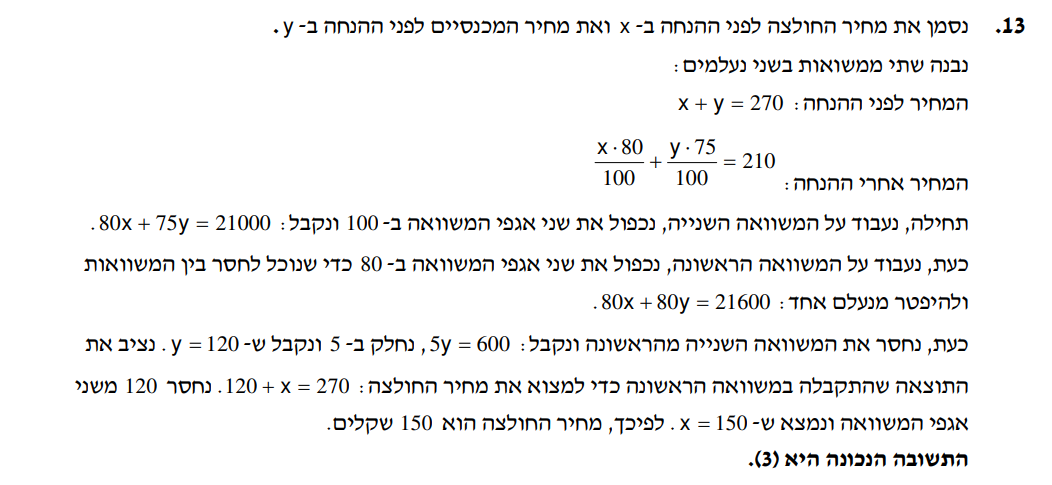 13. נסמן את מחיר החולצה לפני ההנחה ב- x ואת מחיר המכנסיים לפני ההנחה ב- y .
נבנה שתי ממשואות בשני נעלמים :
המחיר לפני ההנחה : x + y = 270
המחיר אחרי ההנחה : x · 80 / 100 + y · 75 / 100 = 210
תחילה, נעבוד על המשוואה השנייה, נכפול את שני אגפי המשוואה ב- 100 ונקבל : 80x + 75y = 21000 .
כעת, נעבוד על המשוואה הראשונה, נכפול את שני אגפי המשוואה ב- 80 כדי שנוכל לחסר בין המשוואות
ולהיפטר מנעלם אחד : 80x + 80y = 21600 .
כעת, נחסר את המשוואה השנייה מהראשונה ונקבל : 5y = 600 , נחלק ב- 5 ונקבל ש- y = 120 . נציב את
התוצאה שהתקבלה במשוואה הראשונה כדי למצוא את מחיר החולצה : 120 + x = 270 . נחסר 120 משני
אגפי המשוואה ונמצא ש- x = 150 . לפיכך, מחיר החולצה הוא 150 שקלים.
התשובה הנכונה היא (3).